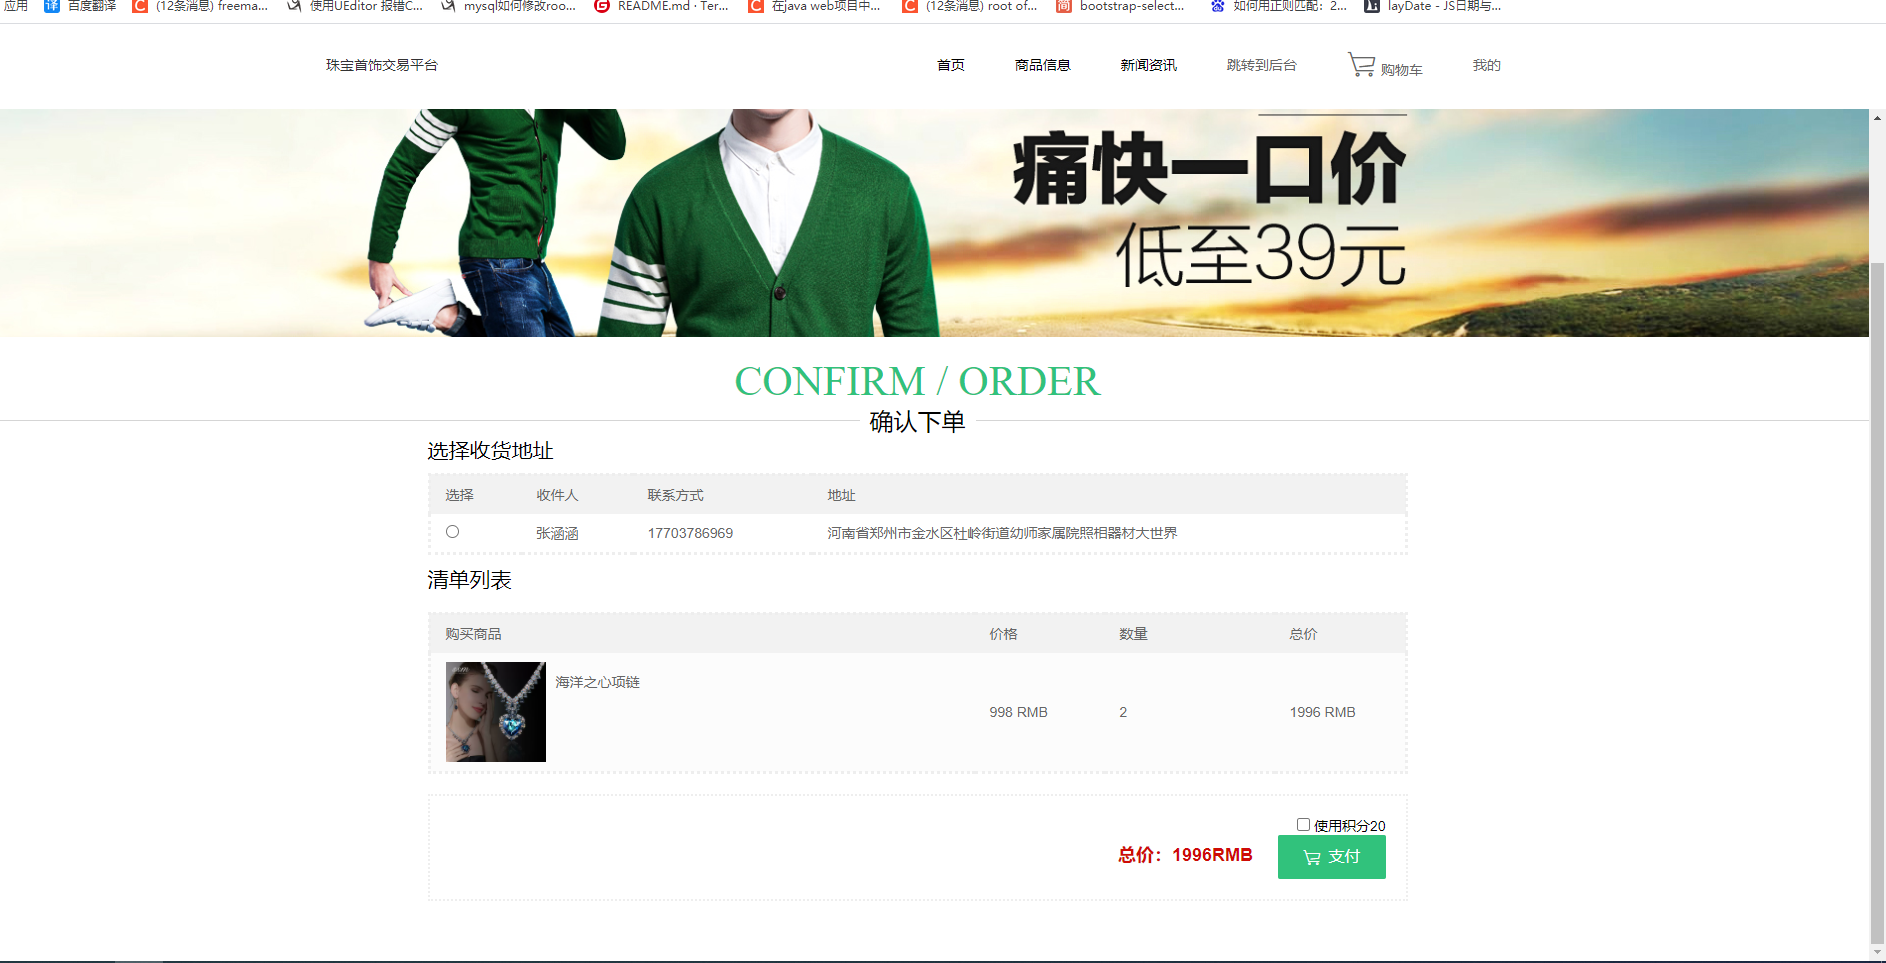 应用 百度翻译 (12条消息) freema... 使用UEditor 报错C... mysql如何修改roo... README.md · Ter... 在java web项目中... (12条消息) root of... bootstrap-select... 如何用正则匹配：2... layDate - JS日期与...
珠宝首饰交易平台 首页 商品信息 新闻资讯 跳转到后台 购物车 我的
痛快一口价
低至39元
CONFIRM / ORDER
确认下单
选择收货地址
选择 收件人 联系方式 地址
张涵涵 17703786969 河南省郑州市金水区杜岭街道幼师家属院照相器材大世界
清单列表
购买商品 价格 数量 总价
海洋之心项链
998 RMB 2 1996 RMB
使用积分20
总价：1996RMB 支付